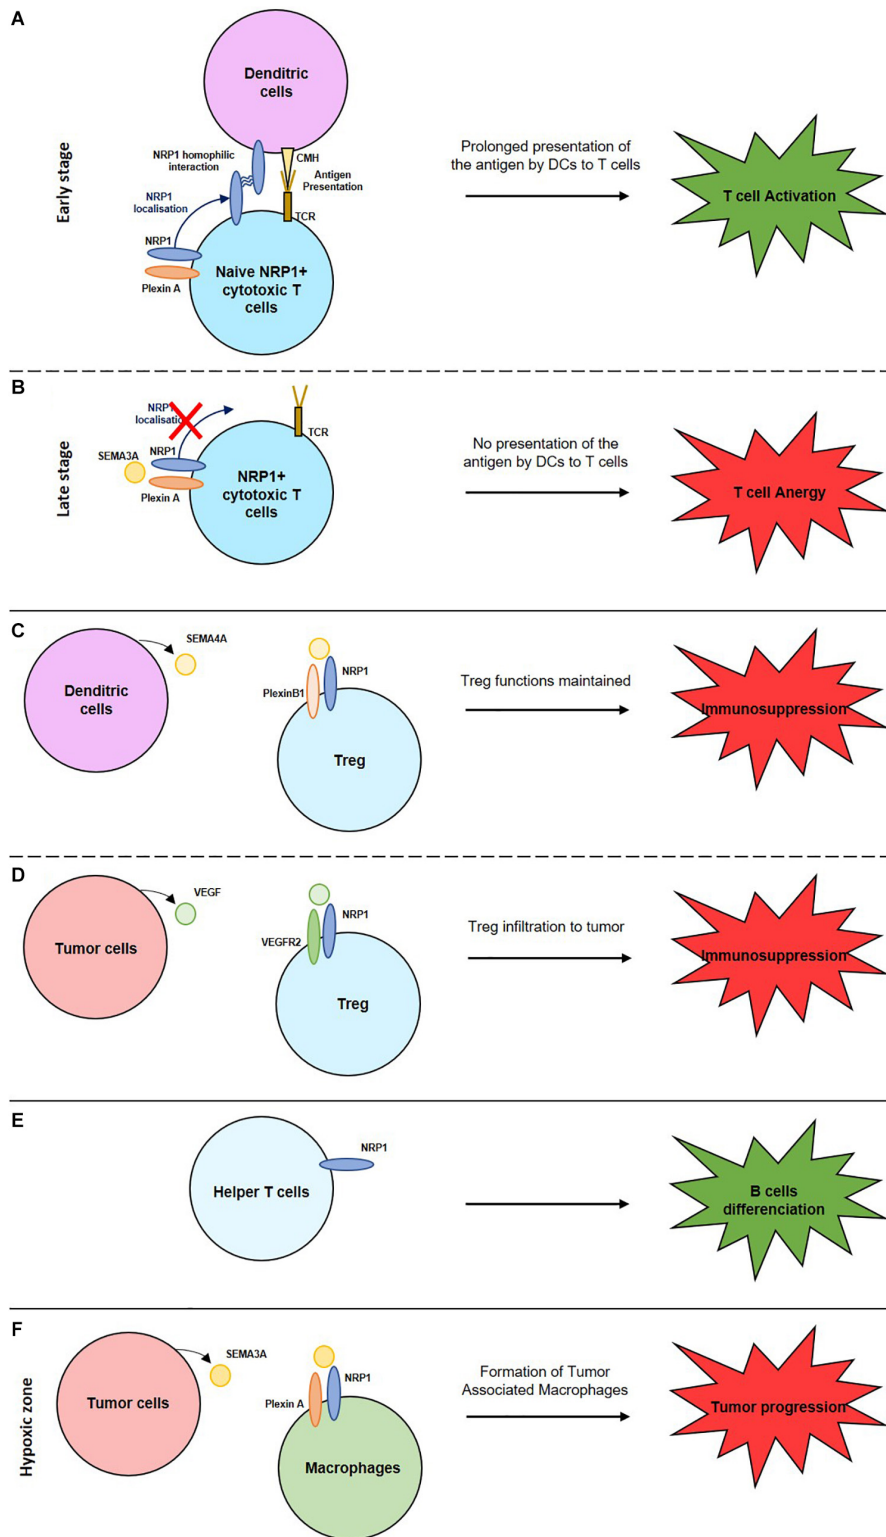 A
Early stage
Denditric
cells
NRP1 homophilic
interaction
CMH
Antigen
Presentation
NRP1
localisation
TCR
NRP1
Plexin A
Naive NRP1+
cytotoxic T
cells
Prolonged presentation of
the antigen by DCs to T cells
T cell Activation
B
Late stage
NRP1
localisation
TCR
SEMA3A
NRP1
Plexin A
NRP1+
cytotoxic T
cells
No presentation of the
antigen by DCs to T cells
T cell Anergy
C
Denditric
cells
SEMA4A
NRP1
PlexinB1
Treg
Treg functions maintained
Immunosuppression
D
Tumor cells
VEGF
NRP1
VEGFR2
Treg
Treg infiltration to tumor
Immunosuppression
E
Helper T cells
NRP1
B cells
differenciation
F
Hypoxic zone
Tumor cells
SEMA3A
NRP1
Plexin A
Macrophages
Formation of Tumor
Associated Macrophages
Tumor progression